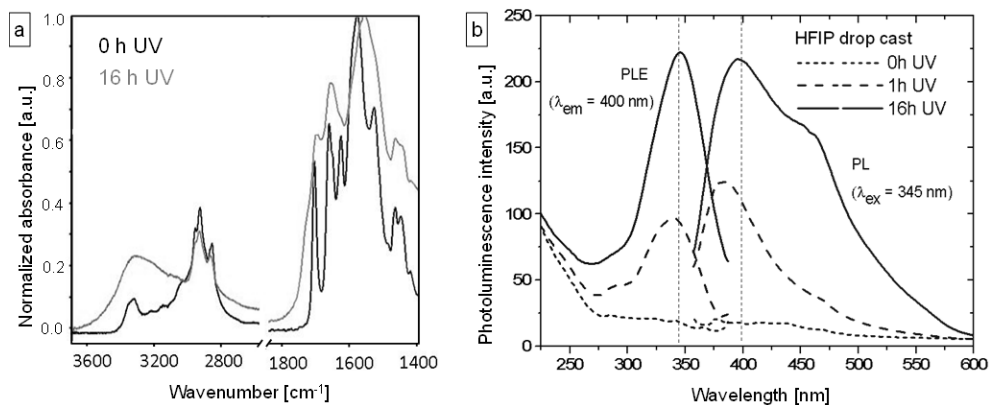 a
0 h UV
16 h UV
Normalized absorbance [a.u.]
1.0
0.8
0.6
0.4
0.2
0.0
3600 3200 2800 1800 1600 1400
Wavenumber [cm⁻¹]
b
HFIP drop cast
0h UV
1h UV
16h UV
PLE
(λem = 400 nm)
PL
(λex = 345 nm)
Photoluminescence intensity [a.u.]
250
200
150
100
50
0
250 300 350 400 450 500 550 600
Wavelength [nm]